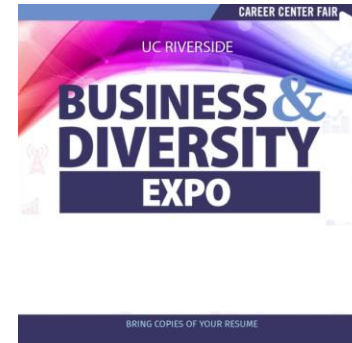 CAREER CENTER FAIR
UC RIVERSIDE
BUSINESS &
DIVERSITY
EXPO
BRING COPIES OF YOUR RESUME